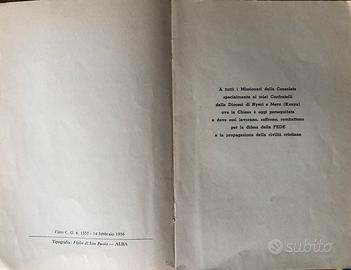 Visto C. G. n. 1555 - 14 febbraio 1956
Tipografia: Figlie di San Paolo — ALBA
A tutti i Missionari della Consolata
specialmente ai miei Confratelli
delle Diocesi di Nyeri e Meru (Kenya)
ove la Chiesa è oggi perseguitata
e dove essi lavorano, soffrono, combattono
per la difesa della FEDE
e la propagazione della civiltà cristiana
subito